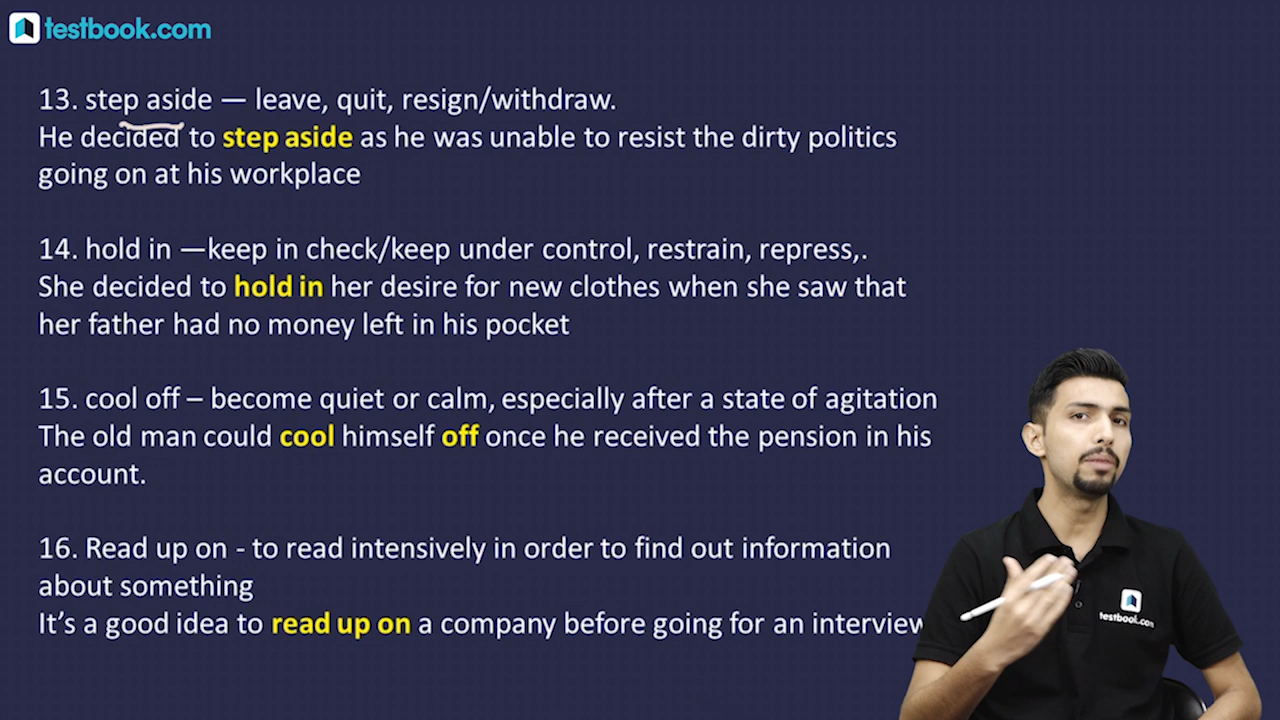 testbook.com
13. step aside — leave, quit, resign/withdraw.
He decided to step aside as he was unable to resist the dirty politics
going on at his workplace
14. hold in —keep in check/keep under control, restrain, repress,.
She decided to hold in her desire for new clothes when she saw that
her father had no money left in his pocket
15. cool off – become quiet or calm, especially after a state of agitation
The old man could cool himself off once he received the pension in his
account.
16. Read up on - to read intensively in order to find out information
about something
It’s a good idea to read up on a company before going for an interview
testbook.com